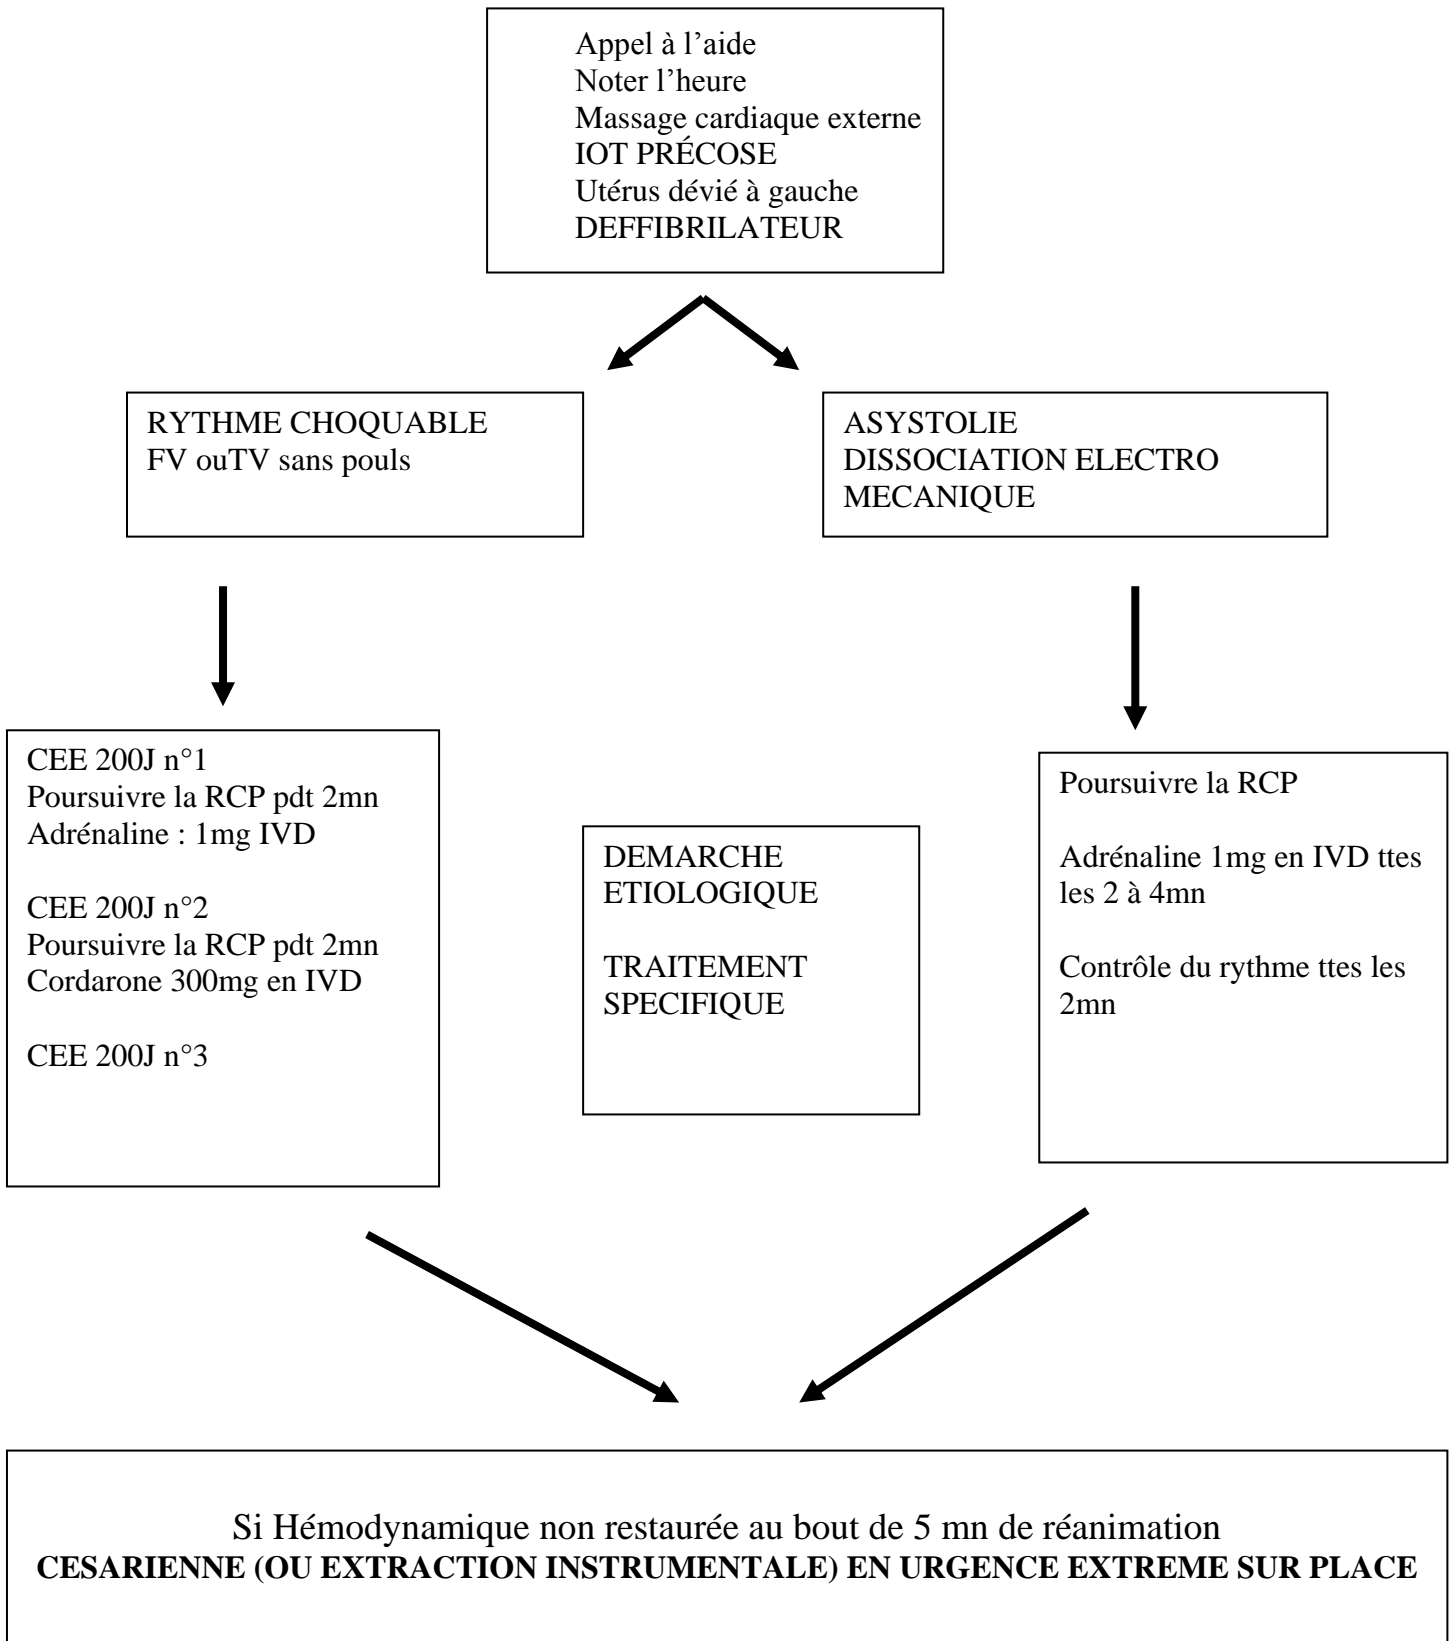 Appel à l’aide
Noter l’heure
Massage cardiaque externe
IOT PRÉCOSE
Utérus dévié à gauche
DEFFIBRILATEUR
RYTHME CHOQUABLE
FV ouTV sans pouls
ASYSTOLIE
DISSOCIATION ELECTRO
MECANIQUE
CEE 200J n°1
Poursuivre la RCP pdt 2mn
Adrénaline : 1mg IVD
CEE 200J n°2
Poursuivre la RCP pdt 2mn
Cordarone 300mg en IVD
CEE 200J n°3
DEMARCHE
ETIOLOGIQUE
TRAITEMENT
SPECIFIQUE
Poursuivre la RCP
Adrénaline 1mg en IVD ttes
les 2 à 4mn
Contrôle du rythme ttes les
2mn
Si Hémodynamique non restaurée au bout de 5 mn de réanimation
CESARIENNE (OU EXTRACTION INSTRUMENTALE) EN URGENCE EXTREME SUR PLACE